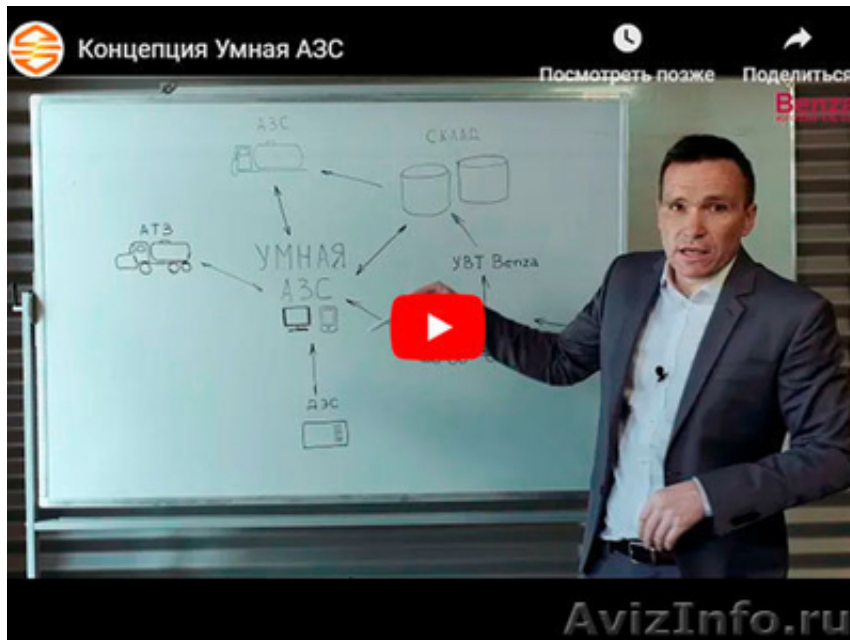 Концепция Умная АЗС
Посмотреть позже
Поделиться
Benza
АЗС
СКЛАД
АТЗ
УМНАЯ
АЗС
УВТ Benza
ДЭС
AvizInfo.ru